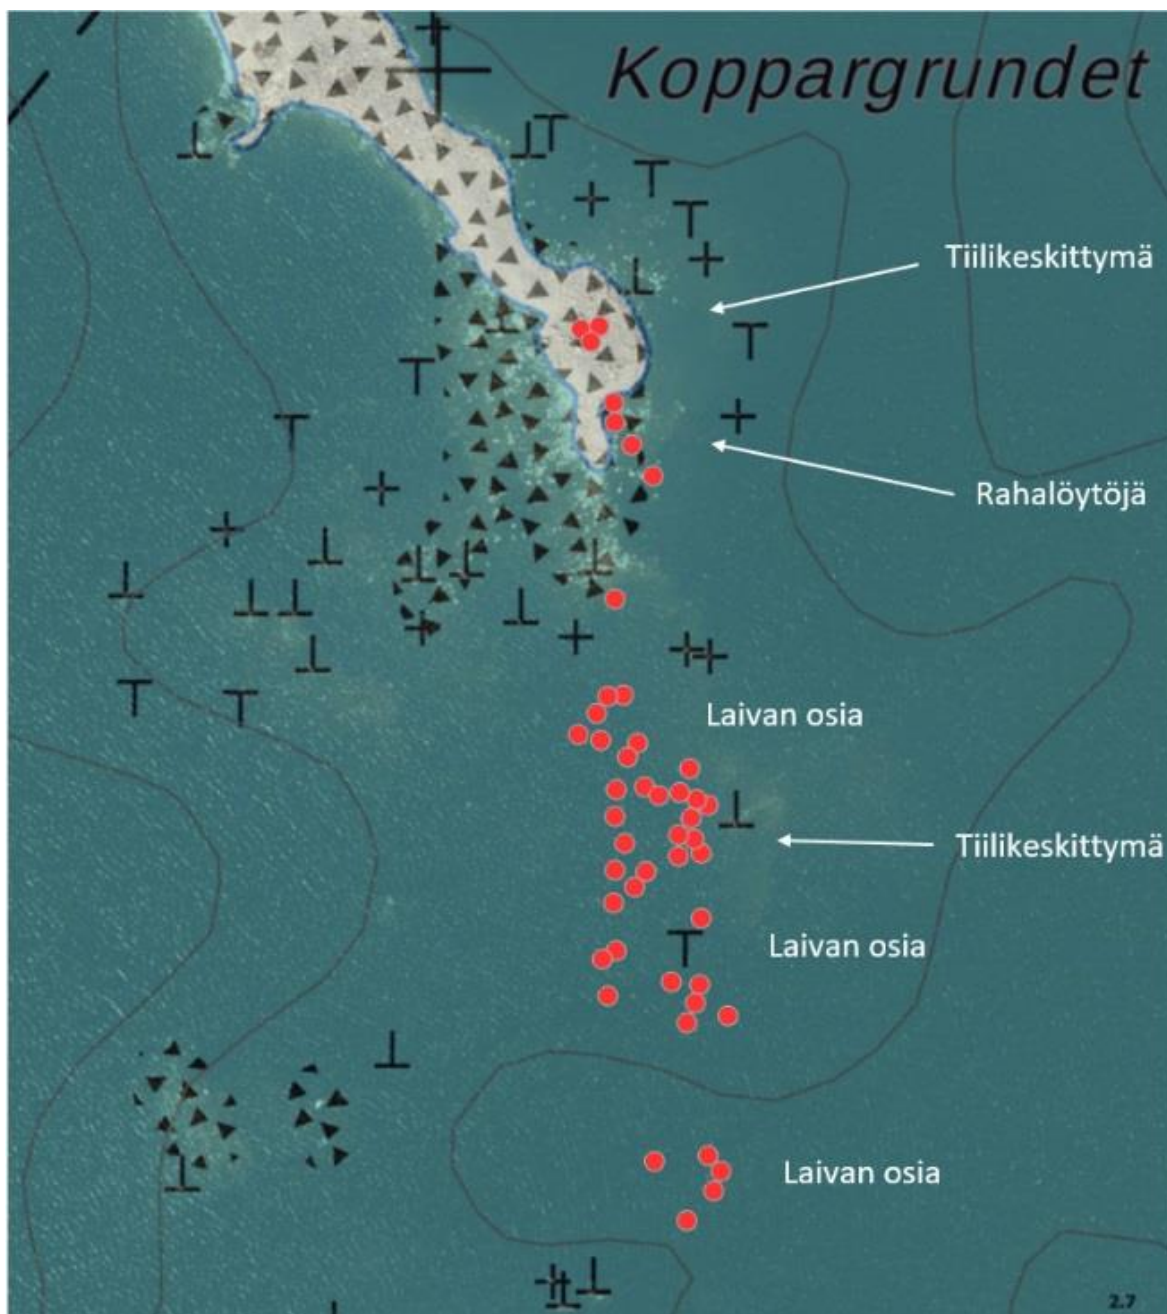 Koppargrundet
Tiilikeskittymä
Rahalöytöjä
Laivan osia
Tiilikeskittymä
Laivan osia
Laivan osia
2.7